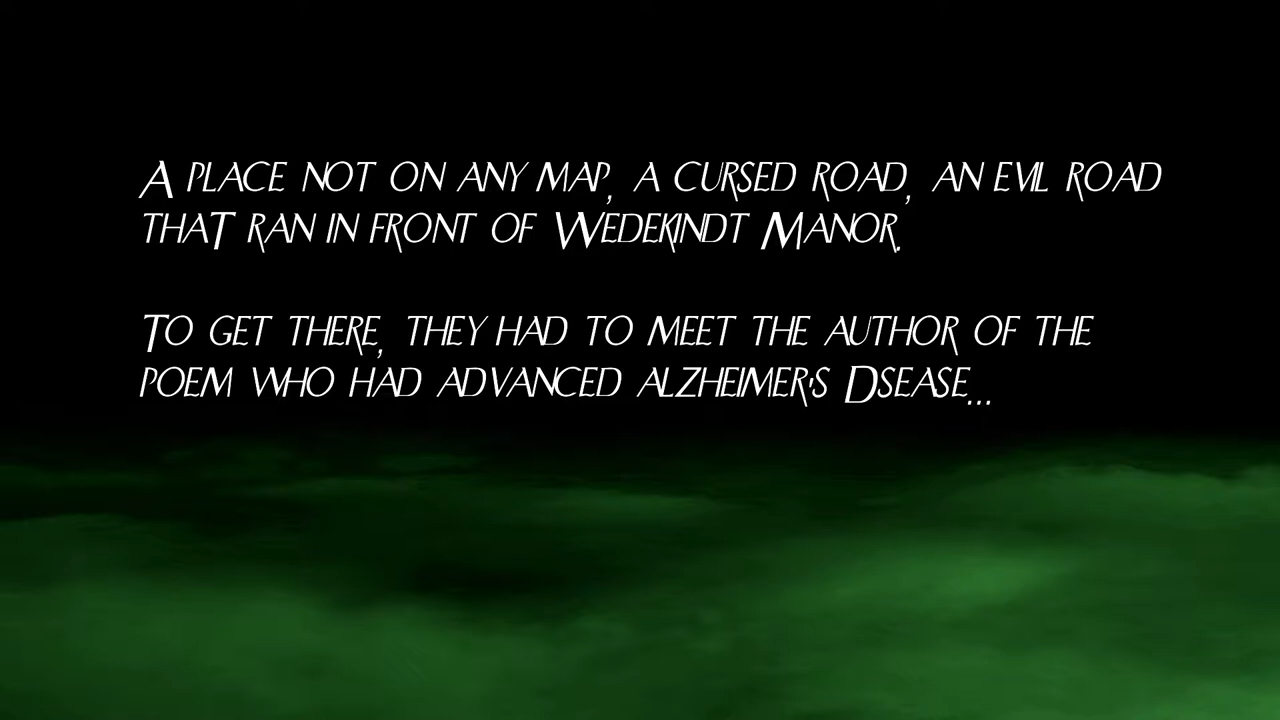 A PLACE NOT ON ANY MAP, A CURSED ROAD, AN EVIL ROAD
THAT RAN IN FRONT OF WEDEKINDT MANOR.
TO GET THERE, THEY HAD TO MEET THE AUTHOR OF THE
POEM WHO HAD ADVANCED ALZHEIMER'S DSEASE...